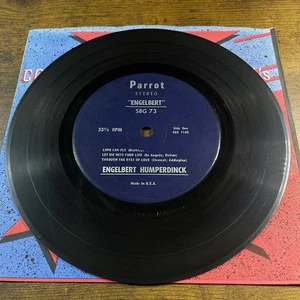 Parrot
STEREO
"ENGELBERT"
SBG 73
33⅓ RPM
Side One
LOVE CAN FLY
LET ME INTO YOUR LIFE
THROUGH THE EYES OF LOVE
ENGELBERT HUMPERDINCK
Made in U.S.A.